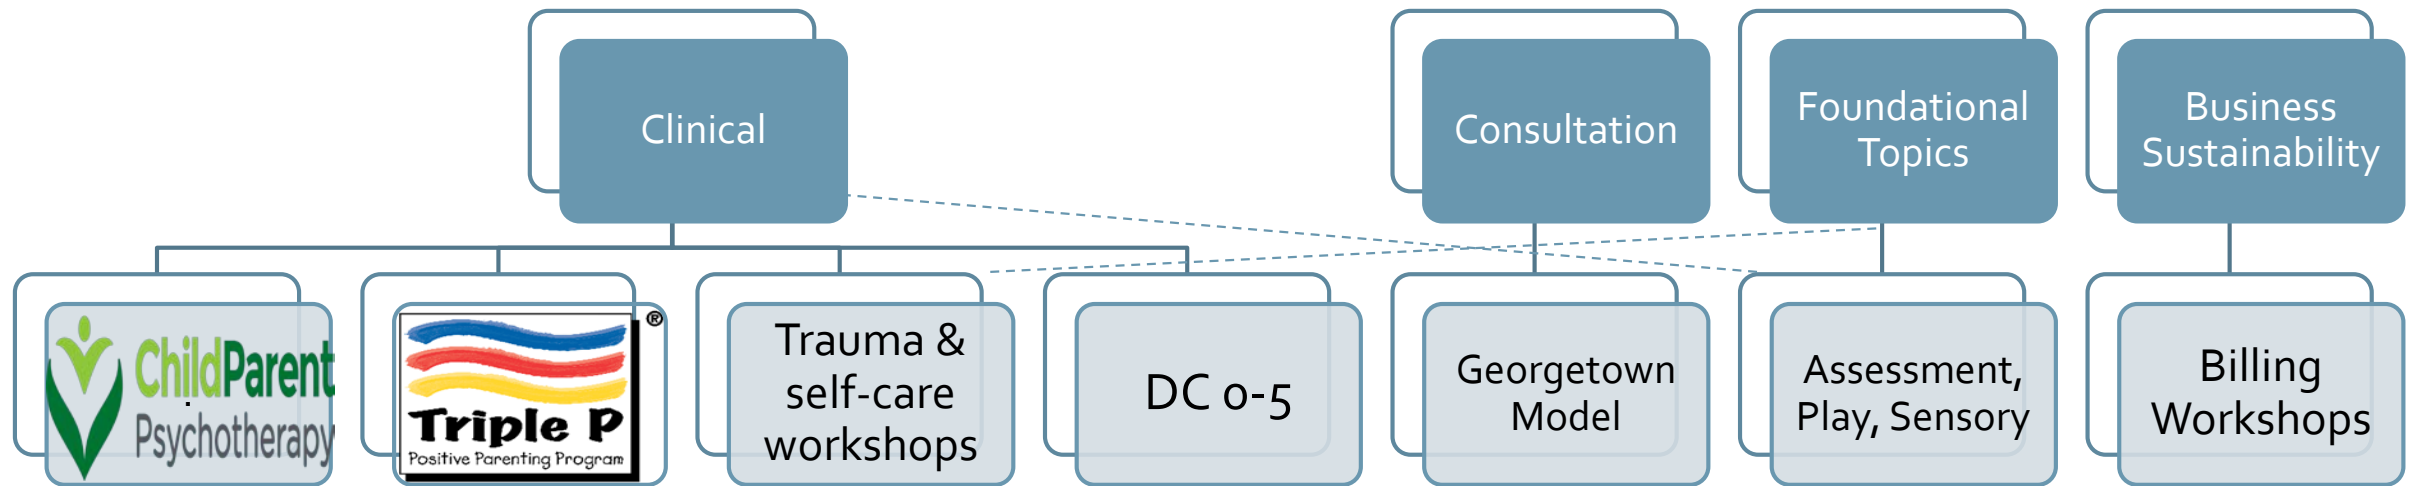 Clinical
Consultation
Foundational
Topics
Business
Sustainability
ChildParent
Psychotherapy
®
Triple P
Positive Parenting Program
Trauma &
self-care
workshops
DC 0-5
Georgetown
Model
Assessment,
Play, Sensory
Billing
Workshops